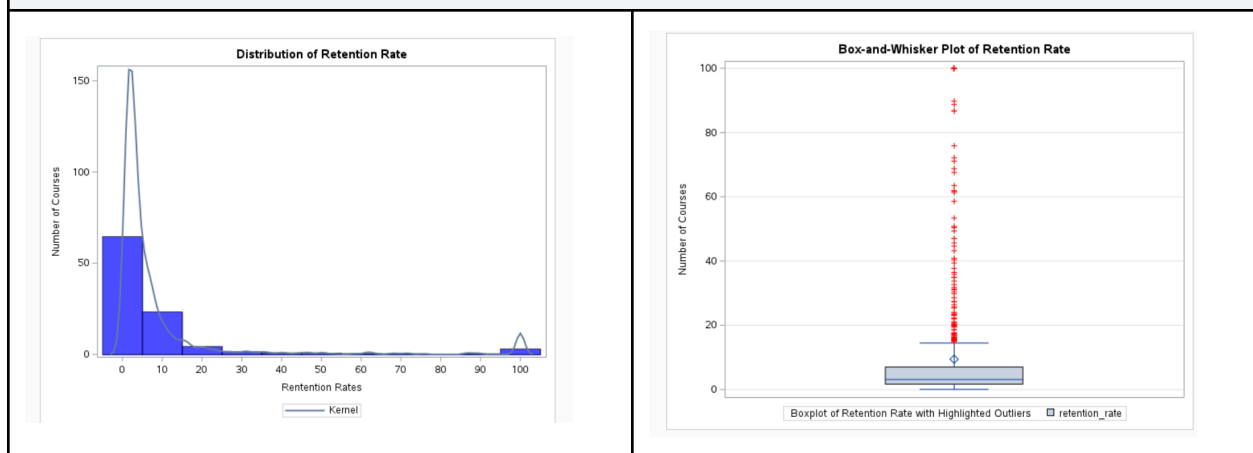 Distribution of Retention Rate
150
100
50
0
Number of Courses
0 10 20 30 40 50 60 70 80 90 100
Rentention Rates
Kernel
Box-and-Whisker Plot of Retention Rate
100
80
60
40
20
0
Number of Courses
Boxplot of Retention Rate with Highlighted Outliers retention_rate